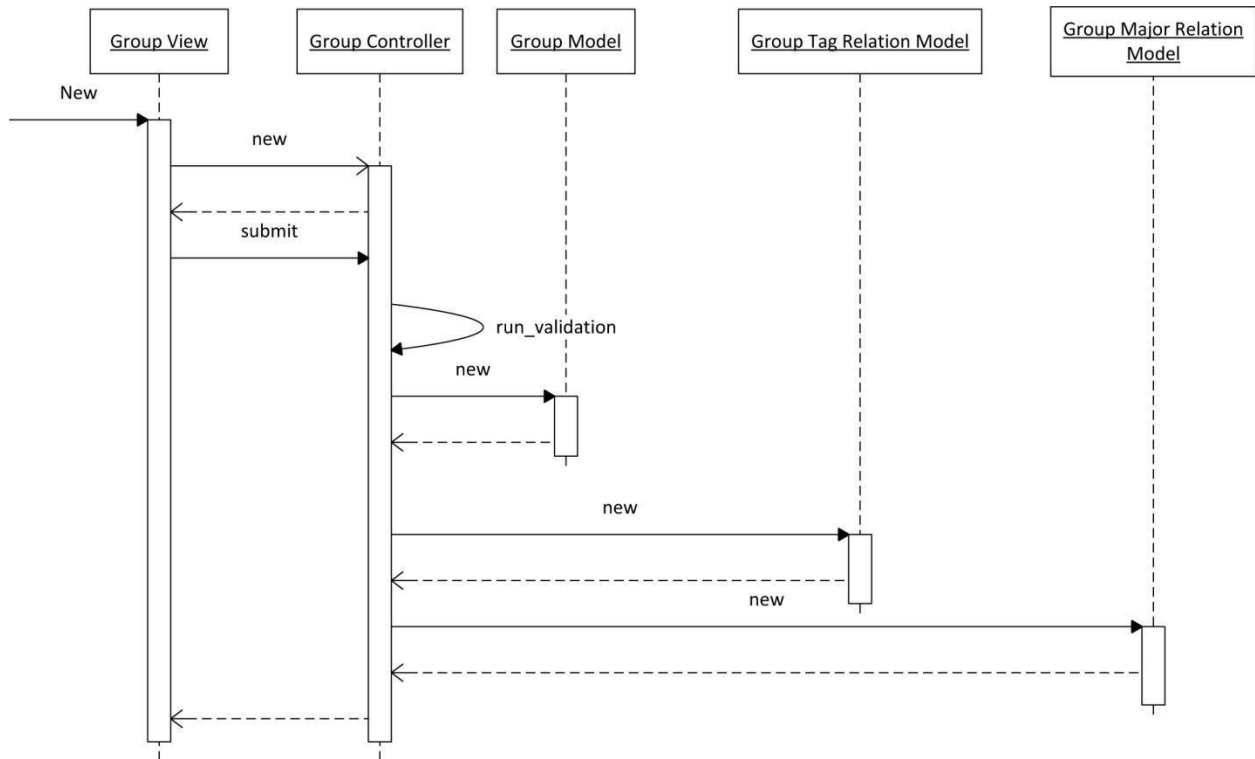 Group View
Group Controller
Group Model
Group Tag Relation Model
Group Major Relation
Model
New
new
submit
run_validation
new
new
new